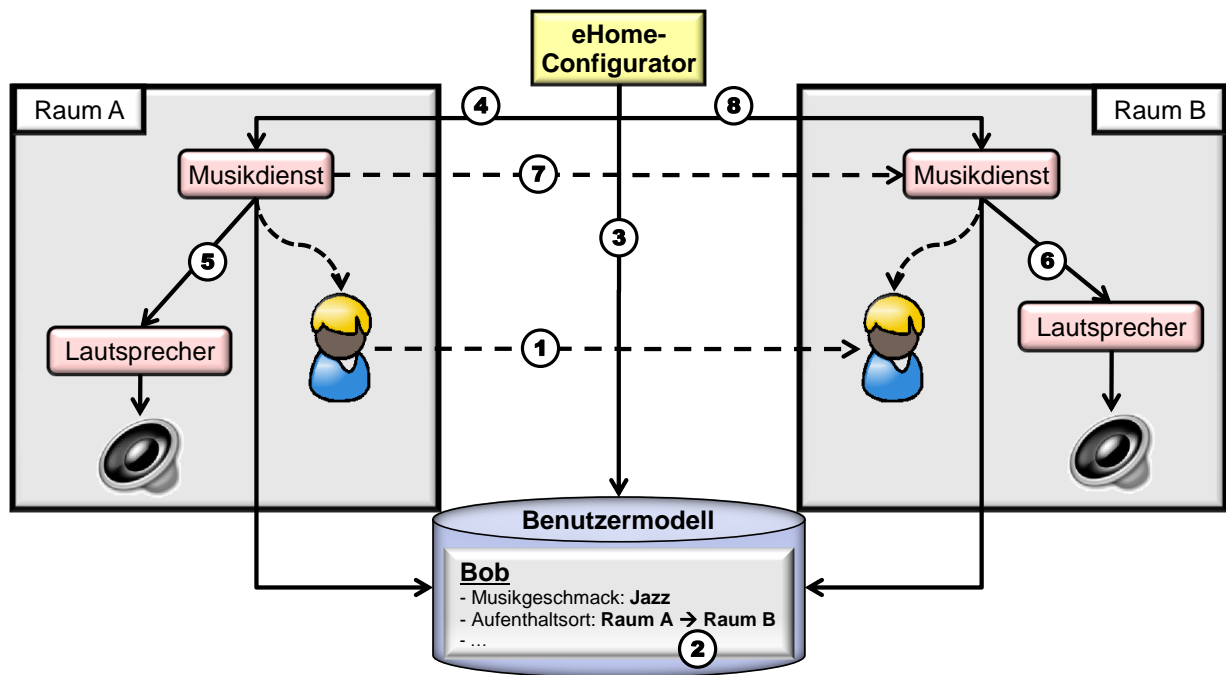 eHome-
Configurator
Raum A
4
8
Raum B
Musikdienst
7
Musikdienst
3
5
6
Lautsprecher
1
Lautsprecher
Benutzermodell
Bob
- Musikgeschmack: Jazz
- Aufenthaltsort: Raum A → Raum B
- ...
2